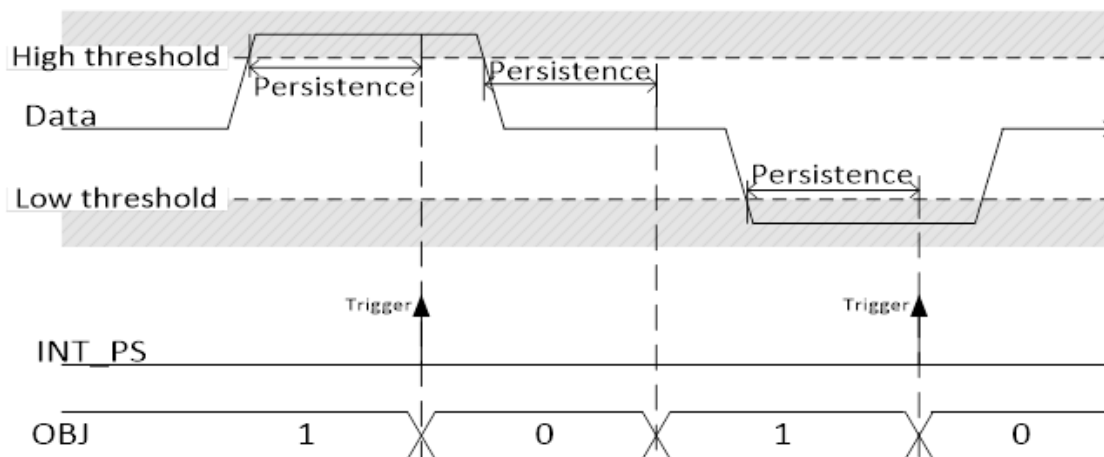 High threshold
Persistence
Persistence
Data
Persistence
Low threshold
Trigger
Trigger
INT_PS
OBJ 1 0 1 0